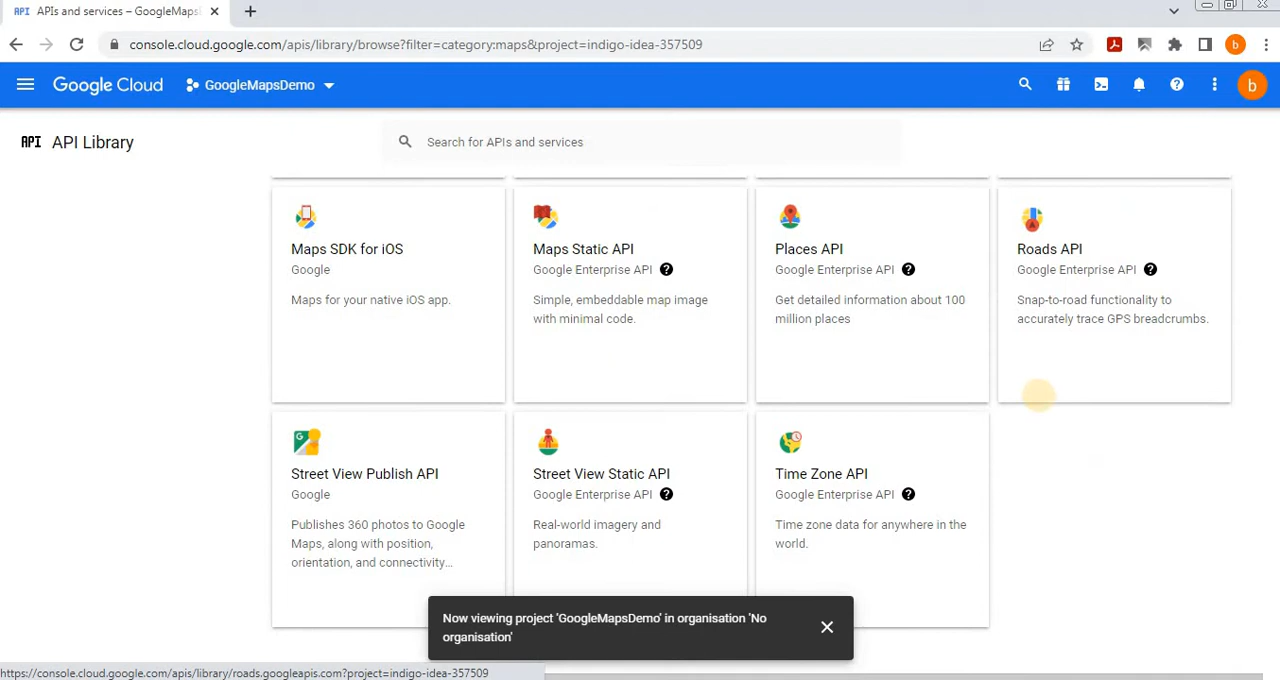 API APIs and services – GoogleMaps
console.cloud.google.com/apis/library/browse?filter=category:maps&project=indigo-idea-357509
b
Google Cloud
GoogleMapsDemo
b
API API Library
Search for APIs and services
Maps SDK for iOS
Google
Maps for your native iOS app.
Maps Static API
Google Enterprise API ?
Simple, embeddable map image
with minimal code.
Places API
Google Enterprise API ?
Get detailed information about 100
million places
Roads API
Google Enterprise API ?
Snap-to-road functionality to
accurately trace GPS breadcrumbs.
Street View Publish API
Google
Publishes 360 photos to Google
Maps, along with position,
orientation, and connectivity...
Street View Static API
Google Enterprise API ?
Real-world imagery and
panoramas.
Time Zone API
Google Enterprise API ?
Time zone data for anywhere in the
world.
Now viewing project 'GoogleMapsDemo' in organisation 'No
organisation'
https://console.cloud.google.com/apis/library/roads.googleapis.com?project=indigo-idea-357509